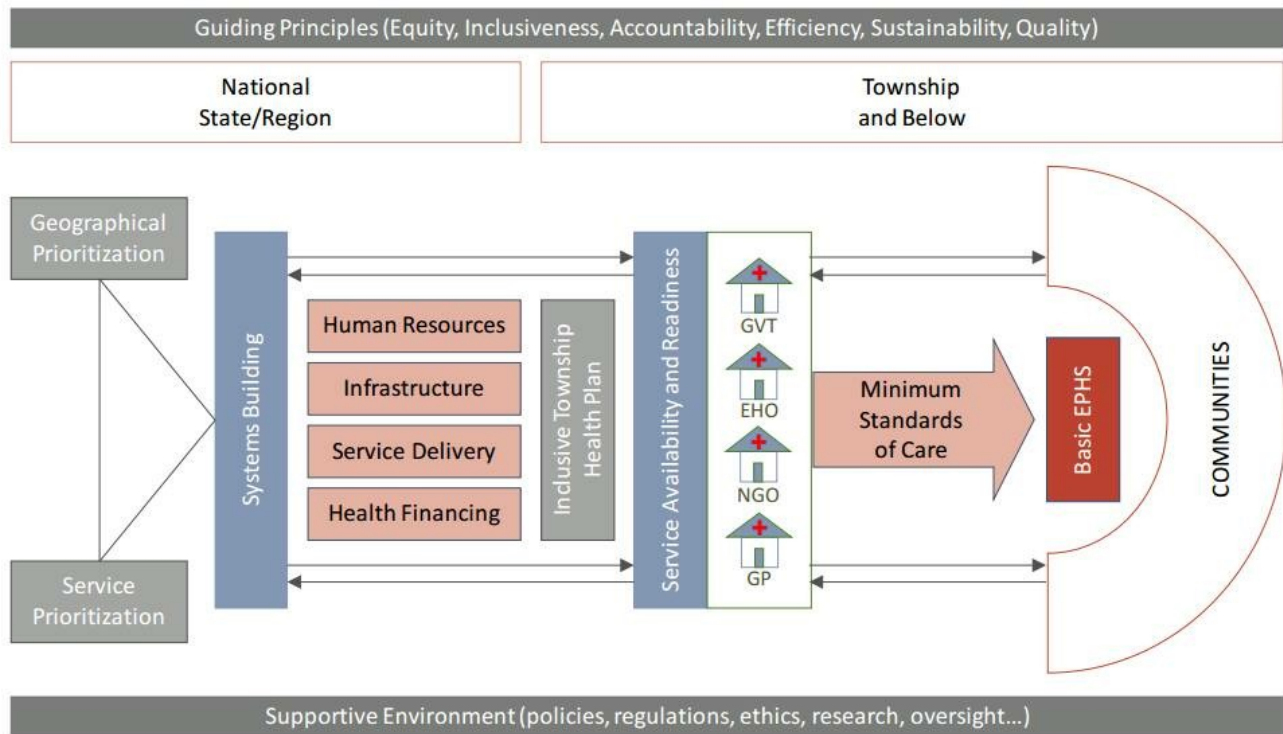 Guiding Principles (Equity, Inclusiveness, Accountability, Efficiency, Sustainability, Quality)
National
State/Region
Township
and Below
Geographical
Prioritization
Service
Prioritization
Systems Building
Human Resources
Infrastructure
Service Delivery
Health Financing
Inclusive Township
Health Plan
Service Availability and Readiness
GVT
EHO
NGO
GP
Minimum
Standards
of Care
Basic EPHS
COMMUNITIES
Supportive Environment (policies, regulations, ethics, research, oversight...)